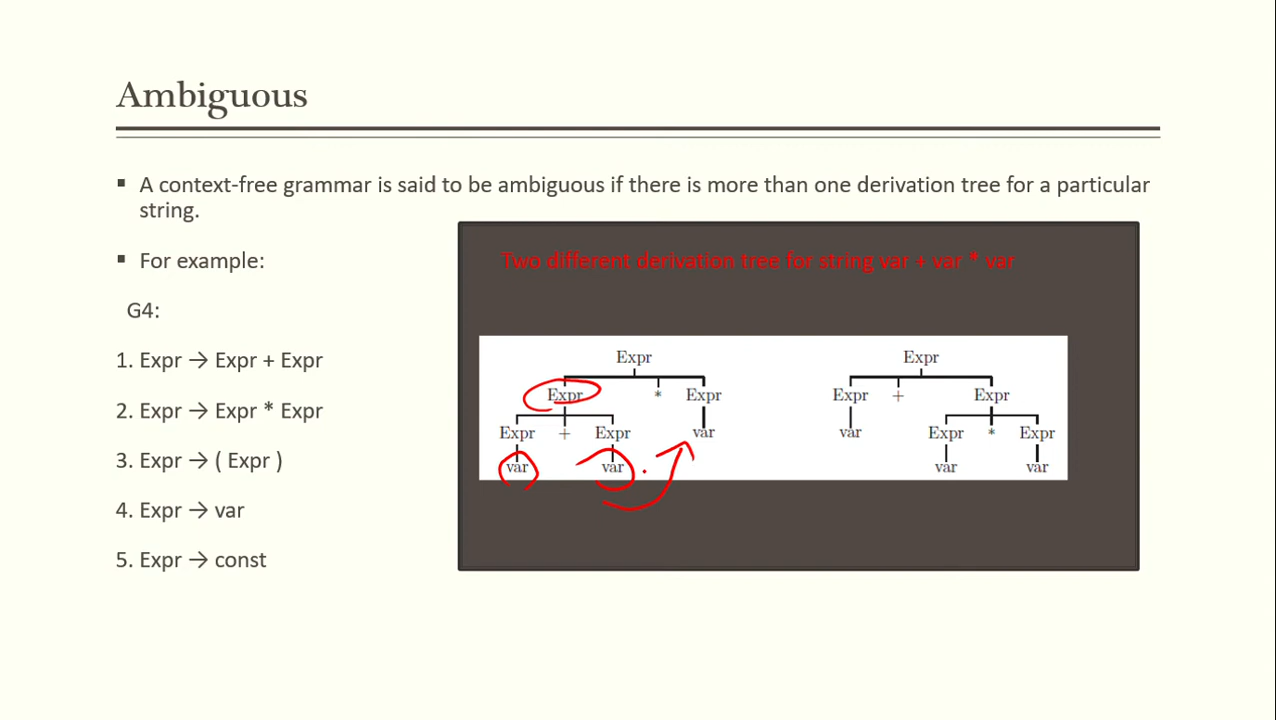 Ambiguous
▪ A context-free grammar is said to be ambiguous if there is more than one derivation tree for a particular
string.
▪ For example:
Two different derivation tree for string var + var * var
G4:
1. Expr → Expr + Expr
2. Expr → Expr * Expr
3. Expr → ( Expr )
4. Expr → var
5. Expr → const
Expr
Expr * Expr
Expr + Expr var
var var
Expr
Expr + Expr
var Expr * Expr
var var